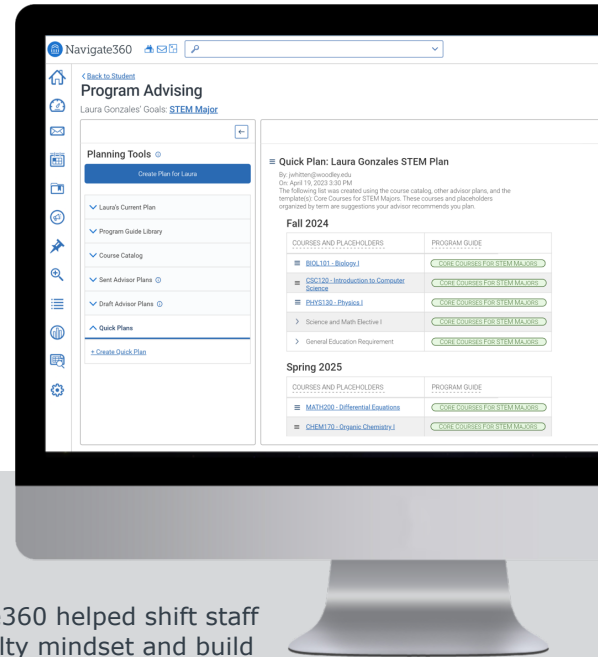 Navigate360
< Back to Student
Program Advising
Laura Gonzales' Goals: STEM Major
Planning Tools
Create Plan for Laura
Laura's Current Plan
Program Guide Library
Course Catalog
Sent Advisor Plans
Draft Advisor Plans
Quick Plans
+ Create Quick Plan
Quick Plan: Laura Gonzales STEM Plan
By: jwhitten@woodley.edu
On: April 19, 2023 3:30 PM
The following list was created using the course catalog, other advisor plans, and the
template(s): Core Courses for STEM Majors. These courses and placeholders
organized by term are suggestions your advisor recommends you plan.
Fall 2024
COURSES AND PLACEHOLDERS PROGRAM GUIDE
BIOL101 - Biology I CORE COURSES FOR STEM MAJORS
CSC120 - Introduction to Computer
Science CORE COURSES FOR STEM MAJORS
PHYS130 - Physics I CORE COURSES FOR STEM MAJORS
> Science and Math Elective I CORE COURSES FOR STEM MAJORS
> General Education Requirement CORE COURSES FOR STEM MAJORS
Spring 2025
COURSES AND PLACEHOLDERS PROGRAM GUIDE
MATH200 - Differential Equations CORE COURSES FOR STEM MAJORS
CHEM170 - Organic Chemistry I CORE COURSES FOR STEM MAJORS
e360 helped shift staff
lty mindset and build